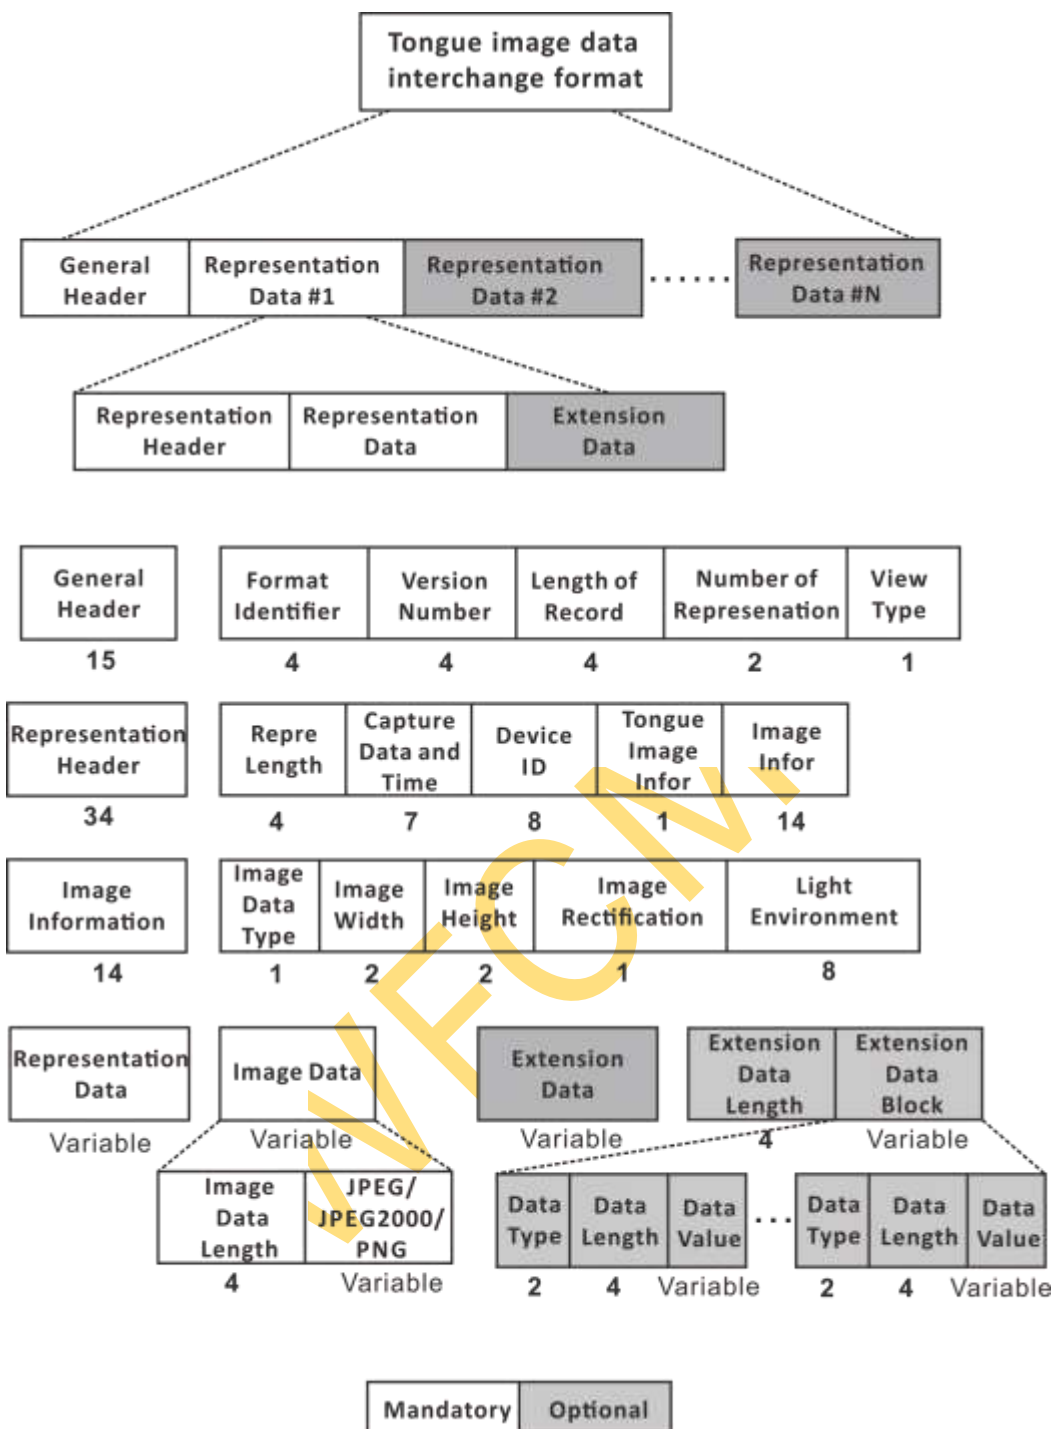 Tongue image data
interchange format
General
Header
Representation
Data #1
Representation
Data #2
......
Representation
Data #N
Representation
Header
Representation
Data
Extension
Data
General
Header
15
Format
Identifier
4
Version
Number
4
Length of
Record
4
Number of
Represenation
2
View
Type
1
Representation
Header
34
Repre
Length
4
Capture
Data and
Time
7
Device
ID
8
Tongue
Image
Infor
1
Image
Infor
14
Image
Information
14
Image
Data
Type
1
Image
Width
2
Image
Height
2
Image
Rectification
1
Light
Environment
8
Representation
Data
Variable
Image Data
Variable
Extension
Data
Variable
Extension
Data
Length
4
Extension
Data
Block
Variable
Image
Data
Length
4
JPEG/
JPEG2000/
PNG
Variable
Data
Type
2
Data
Length
4
Data
Value
Variable
...
Data
Type
2
Data
Length
4
Data
Value
Variable
Mandatory
Optional